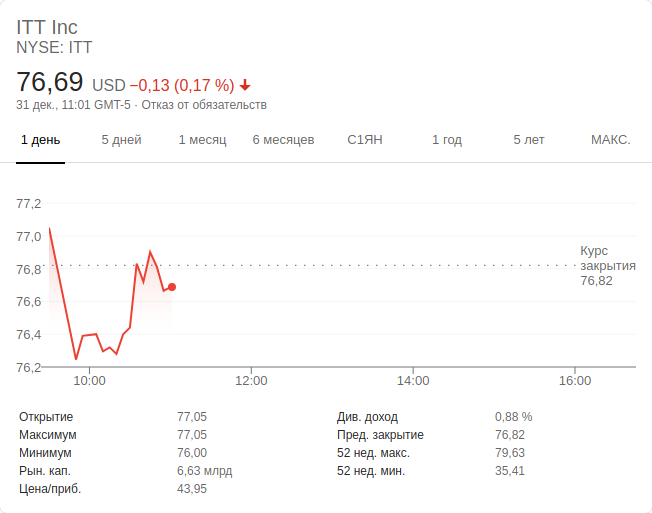 ITT Inc
NYSE: ITT
76,69 USD −0,13 (0,17 %)
31 дек., 11:01 GMT-5 · Отказ от обязательств
1 день 5 дней 1 месяц 6 месяцев С1ЯН 1 год 5 лет МАКС.
77,2
77,0
76,8
76,6
76,4
76,2
Курс
закрытия
76,82
10:00 12:00 14:00 16:00
Открытие 77,05
Максимум 77,05
Минимум 76,00
Рын. кап. 6,63 млрд
Цена/приб. 43,95
Див. доход 0,88 %
Пред. закрытие 76,82
52 нед. макс. 79,63
52 нед. мин. 35,41